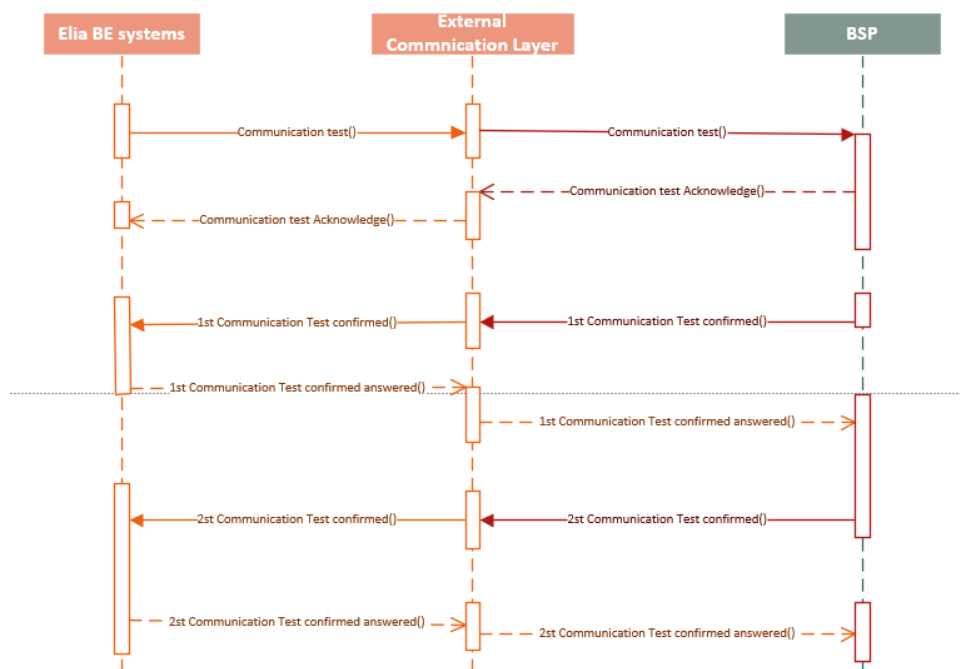 Elia BE systems
External
Commnication Layer
BSP
Communication test()
Communication test()
Communication test Acknowledge()
Communication test Acknowledge()
1st Communication Test confirmed()
1st Communication Test confirmed()
1st Communication Test confirmed answered()
1st Communication Test confirmed answered()
2st Communication Test confirmed()
2st Communication Test confirmed()
2st Communication Test confirmed answered()
2st Communication Test confirmed answered()